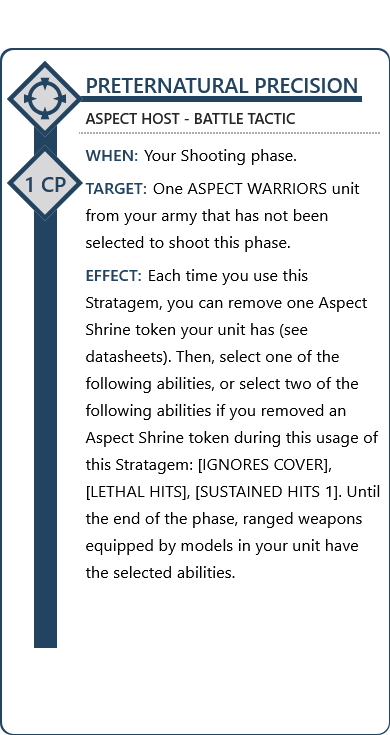 PRETERNATURAL PRECISION
ASPECT HOST - BATTLE TACTIC
WHEN: Your Shooting phase.
1 CP
TARGET: One ASPECT WARRIORS unit
from your army that has not been
selected to shoot this phase.
EFFECT: Each time you use this
Stratagem, you can remove one Aspect
Shrine token your unit has (see
datasheets). Then, select one of the
following abilities, or select two of the
following abilities if you removed an
Aspect Shrine token during this usage of
this Stratagem: [IGNORES COVER],
[LETHAL HITS], [SUSTAINED HITS 1]. Until
the end of the phase, ranged weapons
equipped by models in your unit have
the selected abilities.